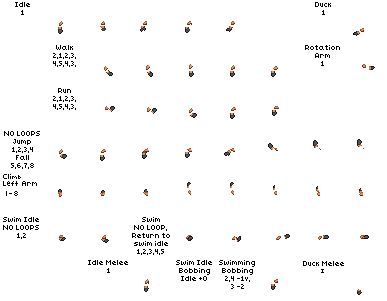 Idle
1
Duck
1
Walk
2,1,2,3,
4,5,4,3,
Rotation
Arm
1
Run
2,1,2,3,
4,5,4,3,
NO LOOPS
Jump
1,2,3,4
Fall
5,6,7,8
Climb
Left Arm
1-8
Swim Idle
NO LOOPS
1,2
Swim
NO LOOP,
Return to
swim idle
1,2,3,4,5
Idle Melee
1
Swim Idle
Bobbing
Idle +0
Swimming
Bobbing
2,4 -1v,
3 -2
Duck Melee
1